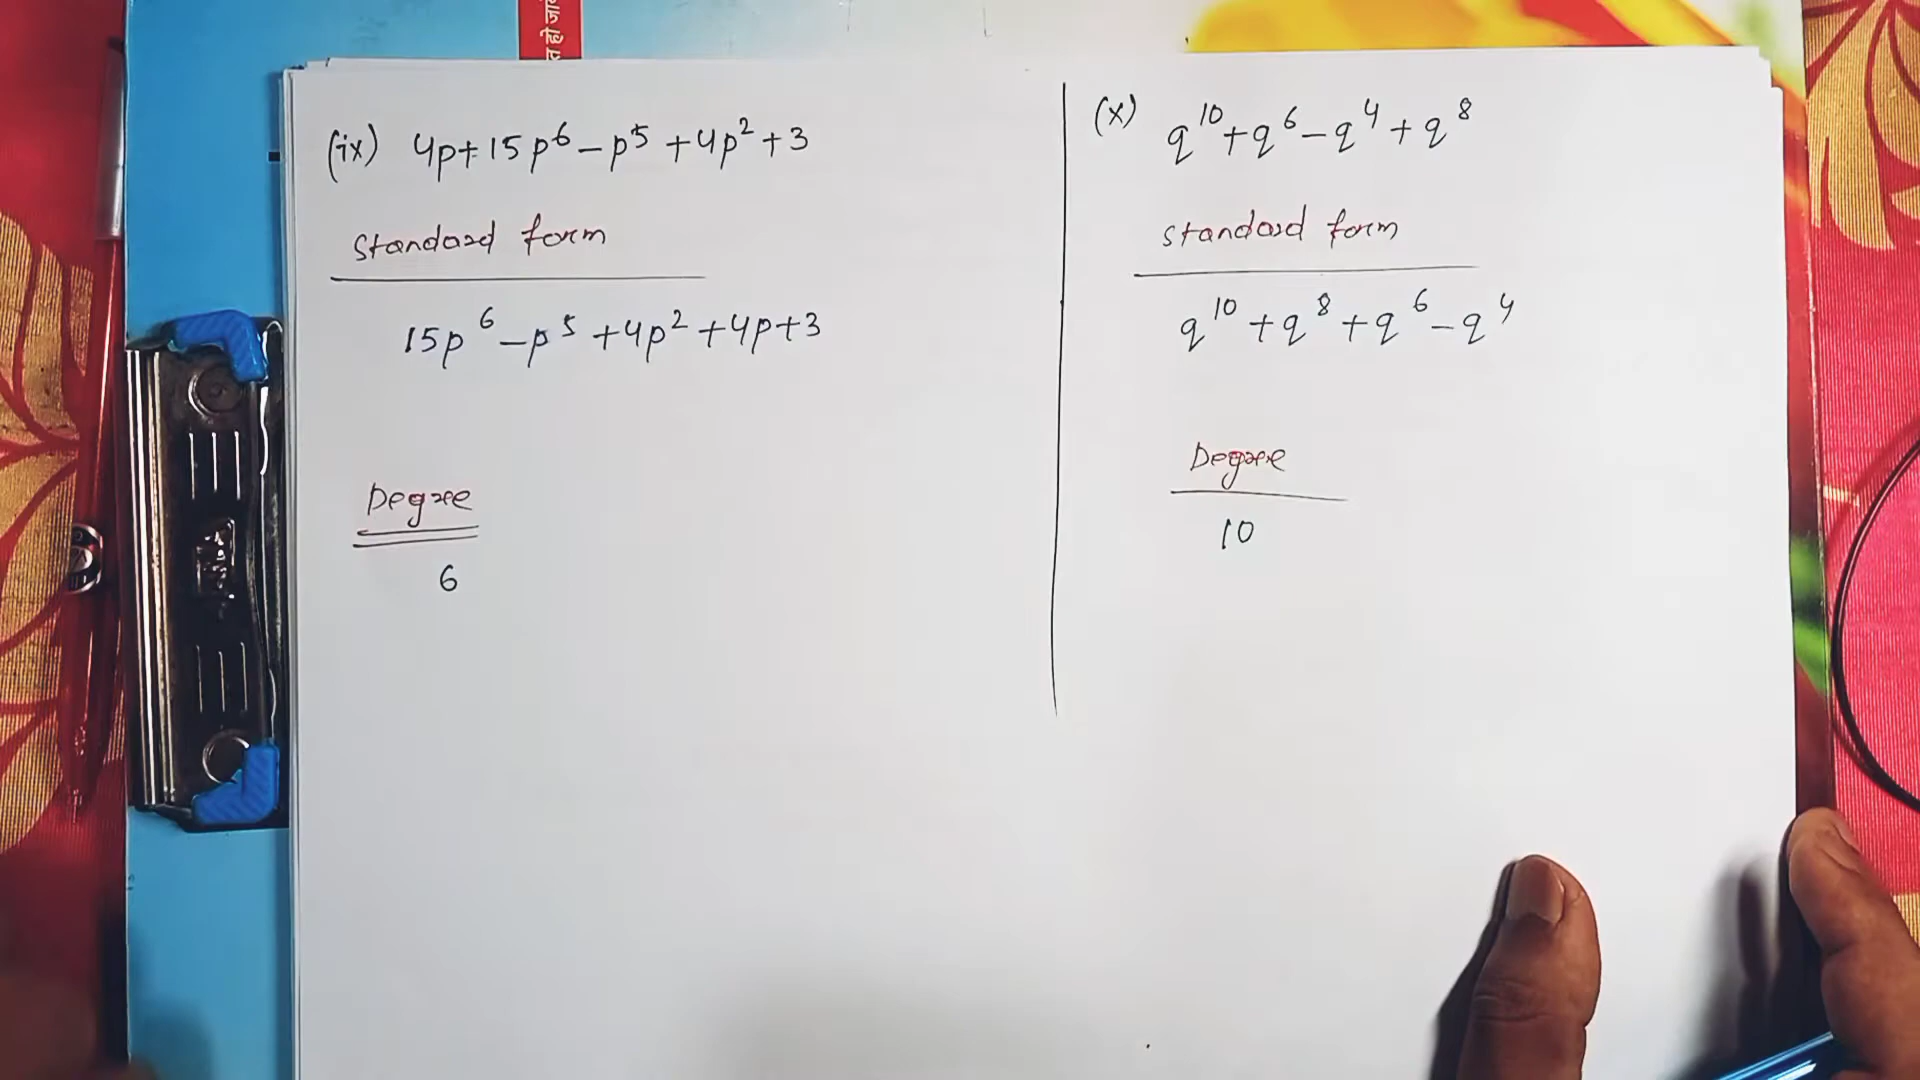 (ix) 4p + 15p⁶ - p⁵ + 4p² + 3
Standard form
15p⁶ - p⁵ + 4p² + 4p + 3
Degree
6
(x) q¹⁰ + q⁶ - q⁴ + q⁸
Standard form
q¹⁰ + q⁸ + q⁶ - q⁴
Degree
10